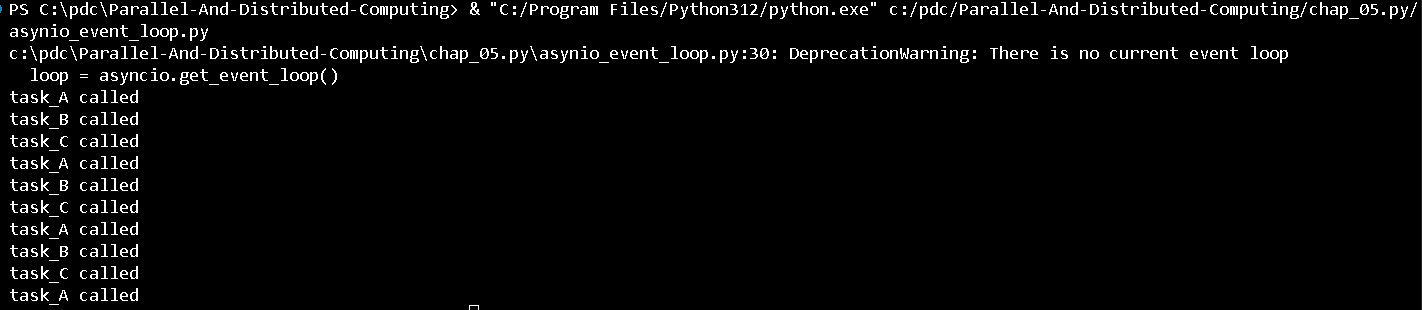 PS C:\pdc\Parallel-And-Distributed-Computing> & "C:/Program Files/Python312/python.exe" c:/pdc/Parallel-And-Distributed-Computing/chap_05.py/
asynio_event_loop.py
c:\pdc\Parallel-And-Distributed-Computing\chap_05.py\asynio_event_loop.py:30: DeprecationWarning: There is no current event loop
  loop = asyncio.get_event_loop()
task_A called
task_B called
task_C called
task_A called
task_B called
task_C called
task_A called
task_B called
task_C called
task_A called